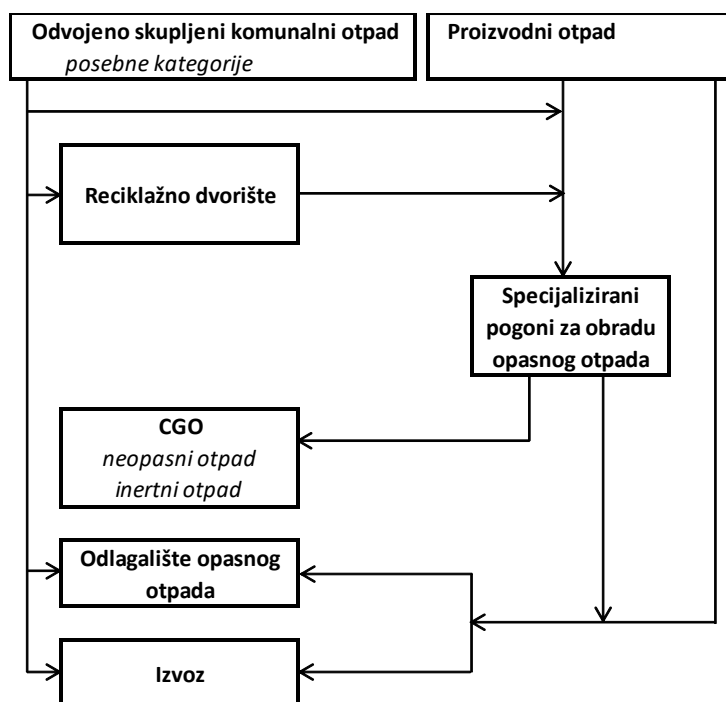 Odvojeno skupljeni komunalni otpad
posebne kategorije
Proizvodni otpad
Reciklažno dvorište
Specijalizirani
pogoni za obradu
opasnog otpada
CGO
neopasni otpad
inertni otpad
Odlagalište opasnog
otpada
Izvoz